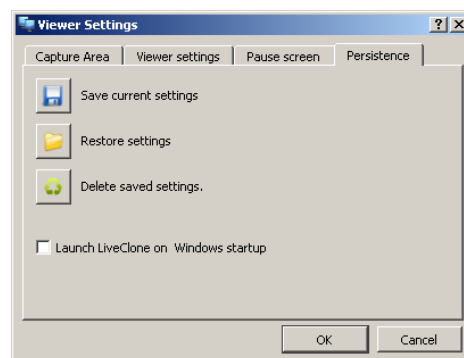 Viewer Settings
Capture Area Viewer settings Pause screen Persistence
Save current settings
Restore settings
Delete saved settings.
Launch LiveClone on Windows startup
OK Cancel